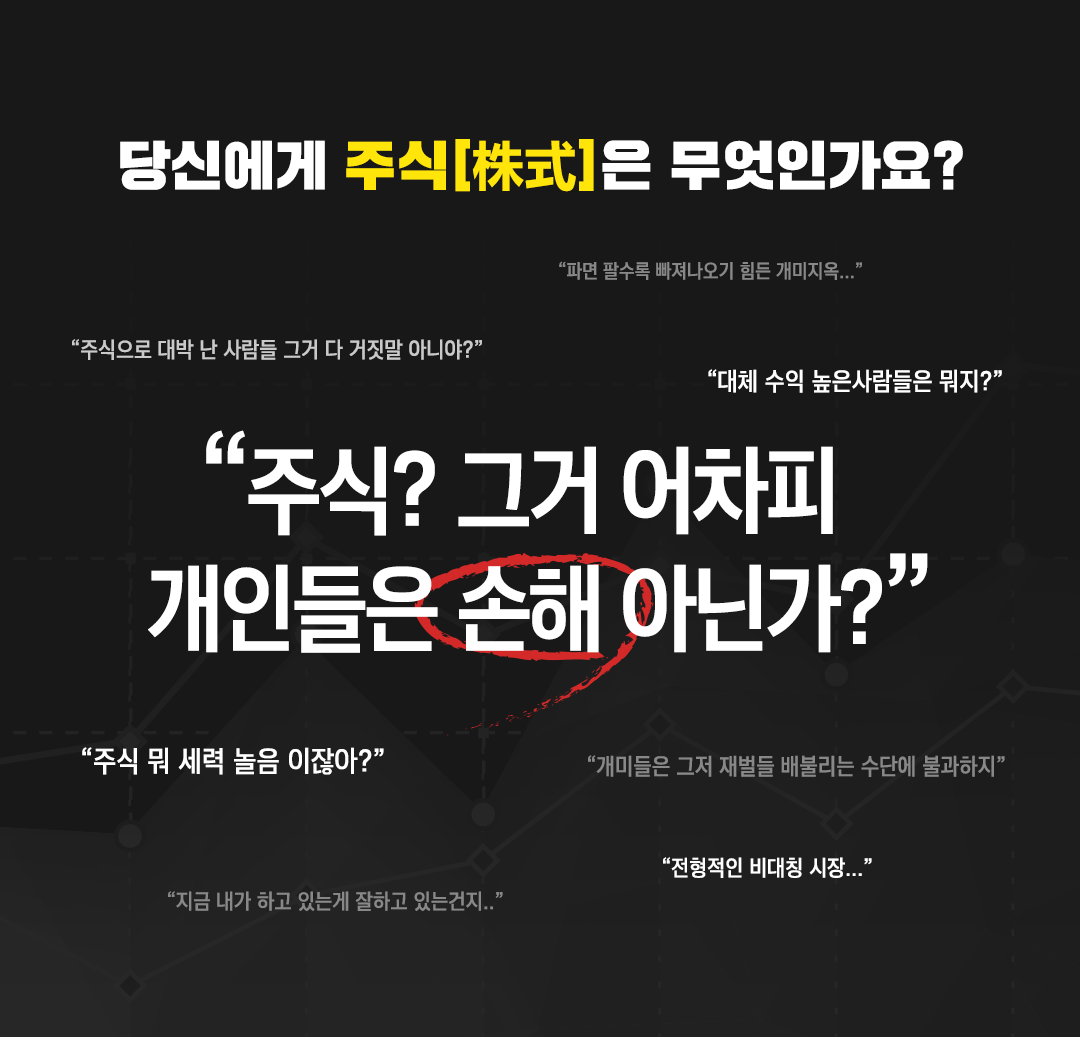 당신에게 주식[株式]은 무엇인가요?
“파면 팔수록 빠져나오기 힘든 개미지옥...”
“주식으로 대박 난 사람들 그거 다 거짓말 아니야?”
“대체 수익 높은사람들은 뭐지?”
“주식? 그거 어차피
개인들은 손해 아닌가?”
“주식 뭐 세력 놀음 이잖아?”
“개미들은 그저 재벌들 배불리는 수단에 불과하지”
“전형적인 비대칭 시장...”
“지금 내가 하고 있는게 잘하고 있는건지..”